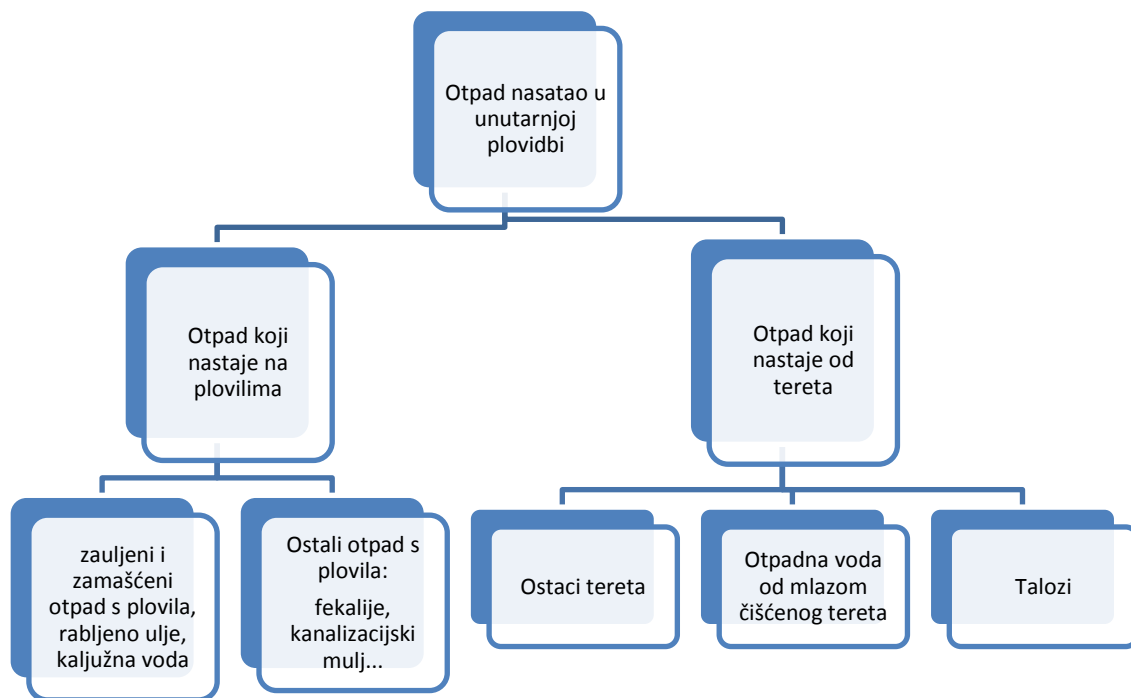 Otpad nasatao u
unutarnjoj
plovidbi
Otpad koji
nastaje na
plovilima
Otpad koji
nastaje od
tereta
zauljeni i
zamašćeni
otpad s plovila,
rabljeno ulje,
kaljužna voda
Ostali otpad s
plovila:
fekalije,
kanalizacijski
mulj...
Ostaci tereta
Otpadna voda
od mlazom
čišćenog tereta
Talozi